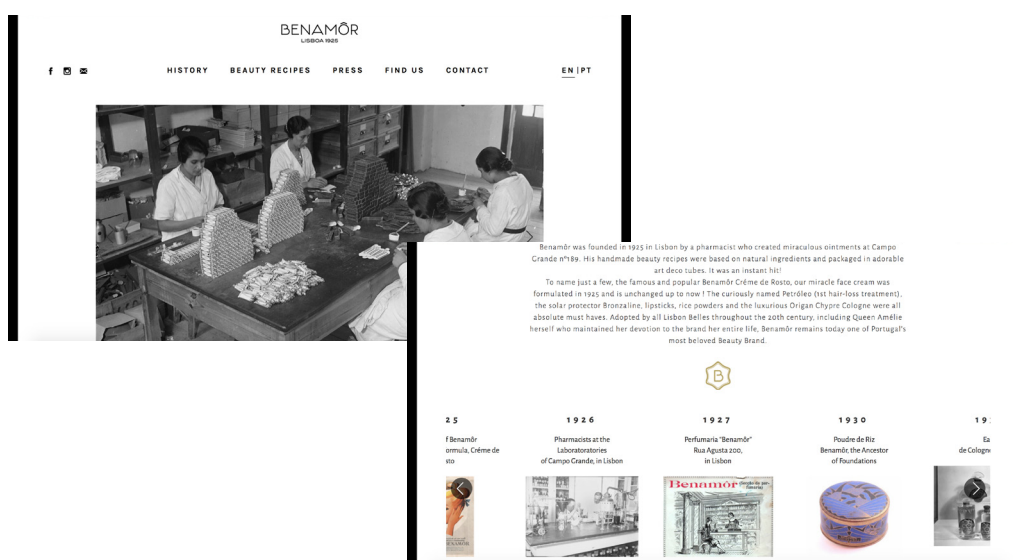 BENAMÔR
LISBOA 1925
HISTORY BEAUTY RECIPES PRESS FIND US CONTACT EN | PT
Benamôr was founded in 1925 in Lisbon by a pharmacist who created miraculous ointments at Campo
Grande nº189. His handmade beauty recipes were based on natural ingredients and packaged in adorable
art deco tubes. It was an instant hit!
To name just a few, the famous and popular Benamôr Créme de Rosto, our miracle face cream was
formulated in 1925 and is unchanged up to now ! The curiously named Petróleo (1st hair-loss treatment),
the solar protector Bronzaline, lipsticks, rice powders and the luxurious Origan Chypre Cologne were all
absolute must haves. Adopted by all Lisbon Belles throughout the 20th century, including Queen Amélie
herself who maintained her devotion to the brand her entire life, Benamôr remains today one of Portugal's
most beloved Beauty Brand.
B
25
f Benamôr
ormula, Créme de
sto
BENAMÔR
1926
Pharmacists at the
Laboratoratories
of Campo Grande, in Lisbon
1927
Perfumaria "Benamôr"
Rua Agusta 200,
in Lisbon
Benamôr
1930
Poudre de Riz
Benamôr, the Ancestor
of Foundations
19
Ea
de Cologn